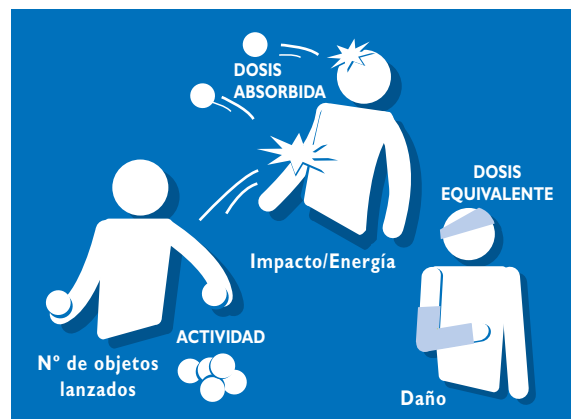 DOSIS
ABSORBIDA
DOSIS
EQUIVALENTE
Impacto/Energía
ACTIVIDAD
Nº de objetos
lanzados
Daño